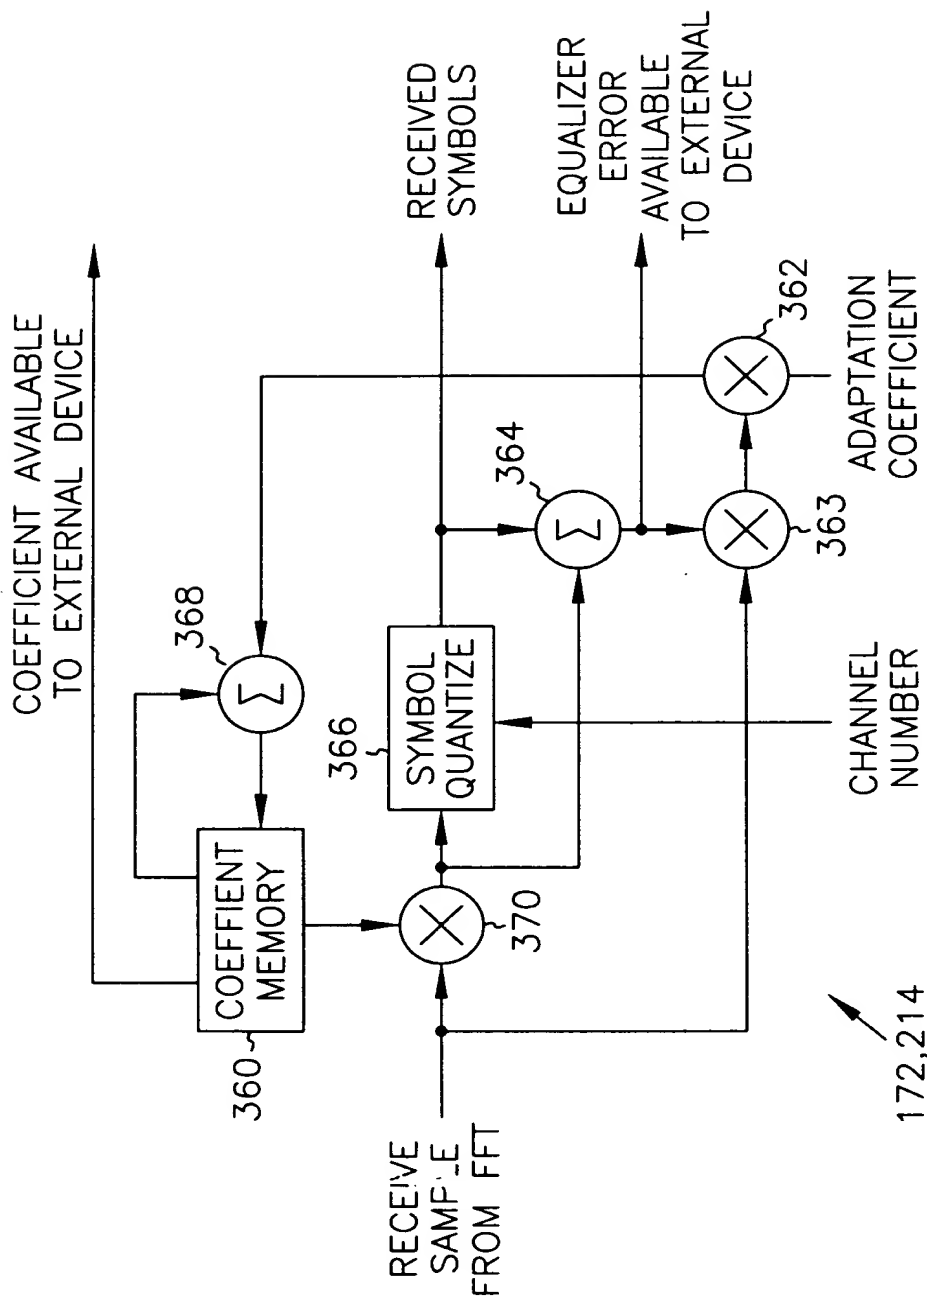 COEFFICIENT AVAILABLE
TO EXTERNAL DEVICE
368
Σ
COEFFIENT
MEMORY
360
RECEIVED
SYMBOLS
366
SYMBOL
QUANTIZE
370
RECEIVE
SAMPLE
FROM FFT
364
Σ
EQUALIZER
ERROR
AVAILABLE
TO EXTERNAL
DEVICE
362
363
ADAPTATION
COEFFICIENT
CHANNEL
NUMBER
172,214